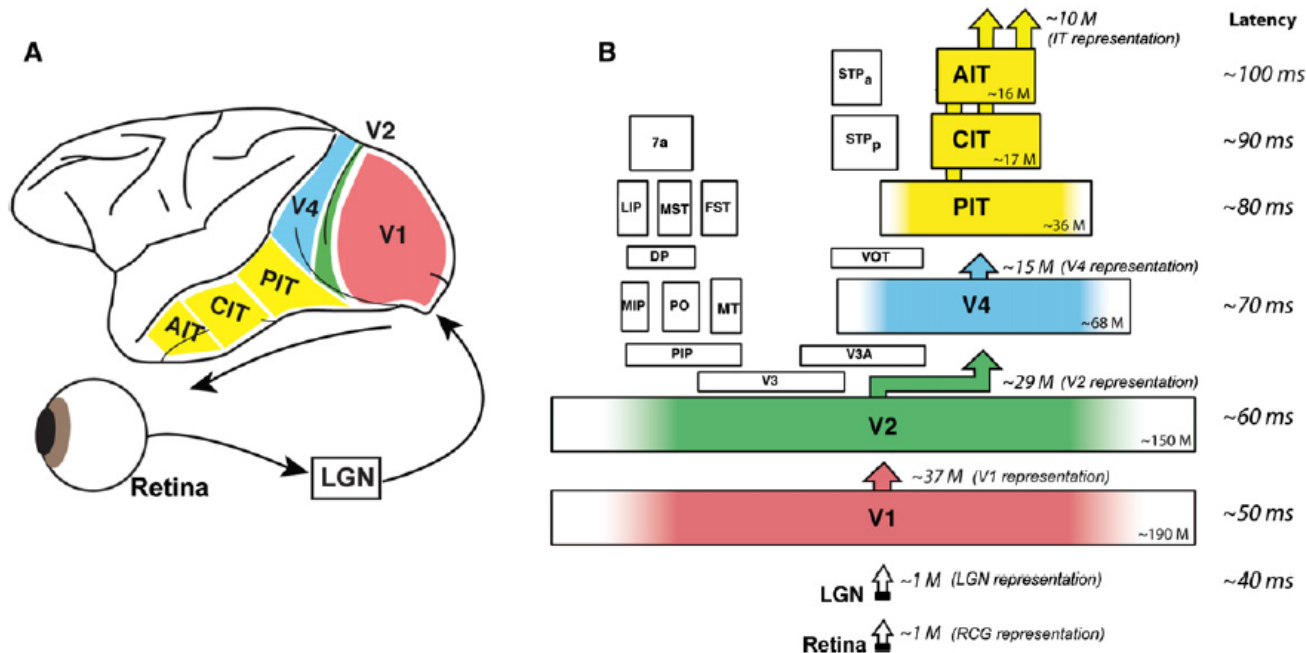 A
V2
V4
V1
PIT
CIT
AIT
Retina
LGN
B
Latency
~10 M
(IT representation)
STPa
AIT
~16 M
~100 ms
7a
STPp
CIT
~17 M
~90 ms
LIP
MST
FST
PIT
~36 M
~80 ms
DP
VOT
~15 M (V4 representation)
MIP
PO
MT
V4
~68 M
~70 ms
PIP
V3A
V3
~29 M (V2 representation)
V2
~150 M
~60 ms
~37 M (V1 representation)
V1
~190 M
~50 ms
LGN
~1 M (LGN representation)
~40 ms
Retina
~1 M (RCG representation)